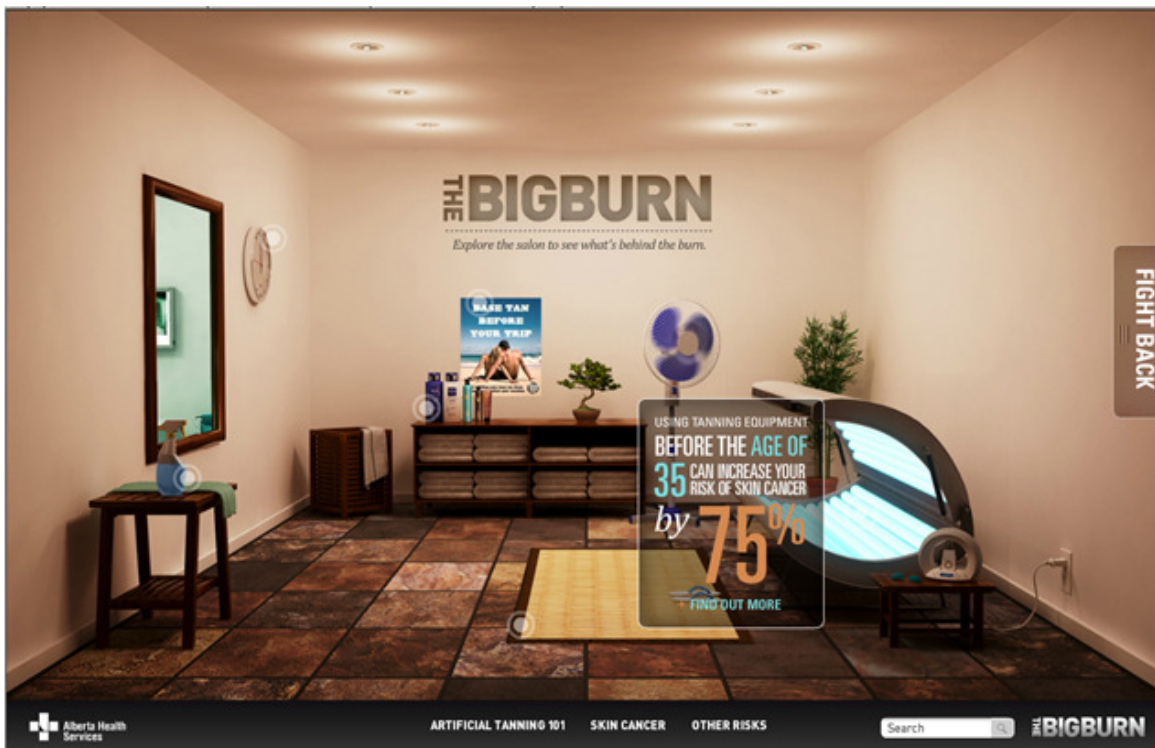 THE BIGBURN
Explore the salon to see what's behind the burn.
FIGHT BACK
BASE TAN
BEFORE
YOUR TRIP
USING TANNING EQUIPMENT
BEFORE THE AGE OF
35 CAN INCREASE YOUR
RISK OF SKIN CANCER
by 75%
FIND OUT MORE
Alberta Health
Services
ARTIFICIAL TANNING 101
SKIN CANCER
OTHER RISKS
Search
THE BIGBURN